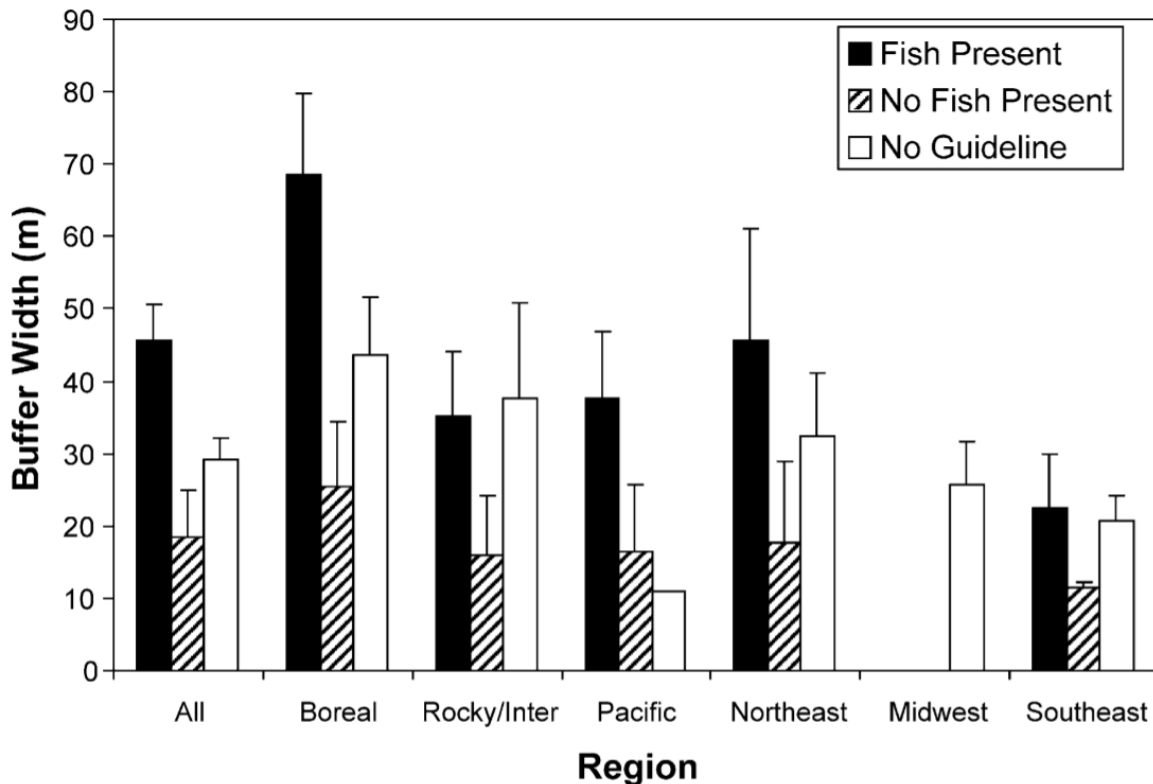 90
80
70
60
50
40
30
20
10
0
Buffer Width (m)
Fish Present
No Fish Present
No Guideline
All Boreal Rocky/Inter Pacific Northeast Midwest Southeast
Region